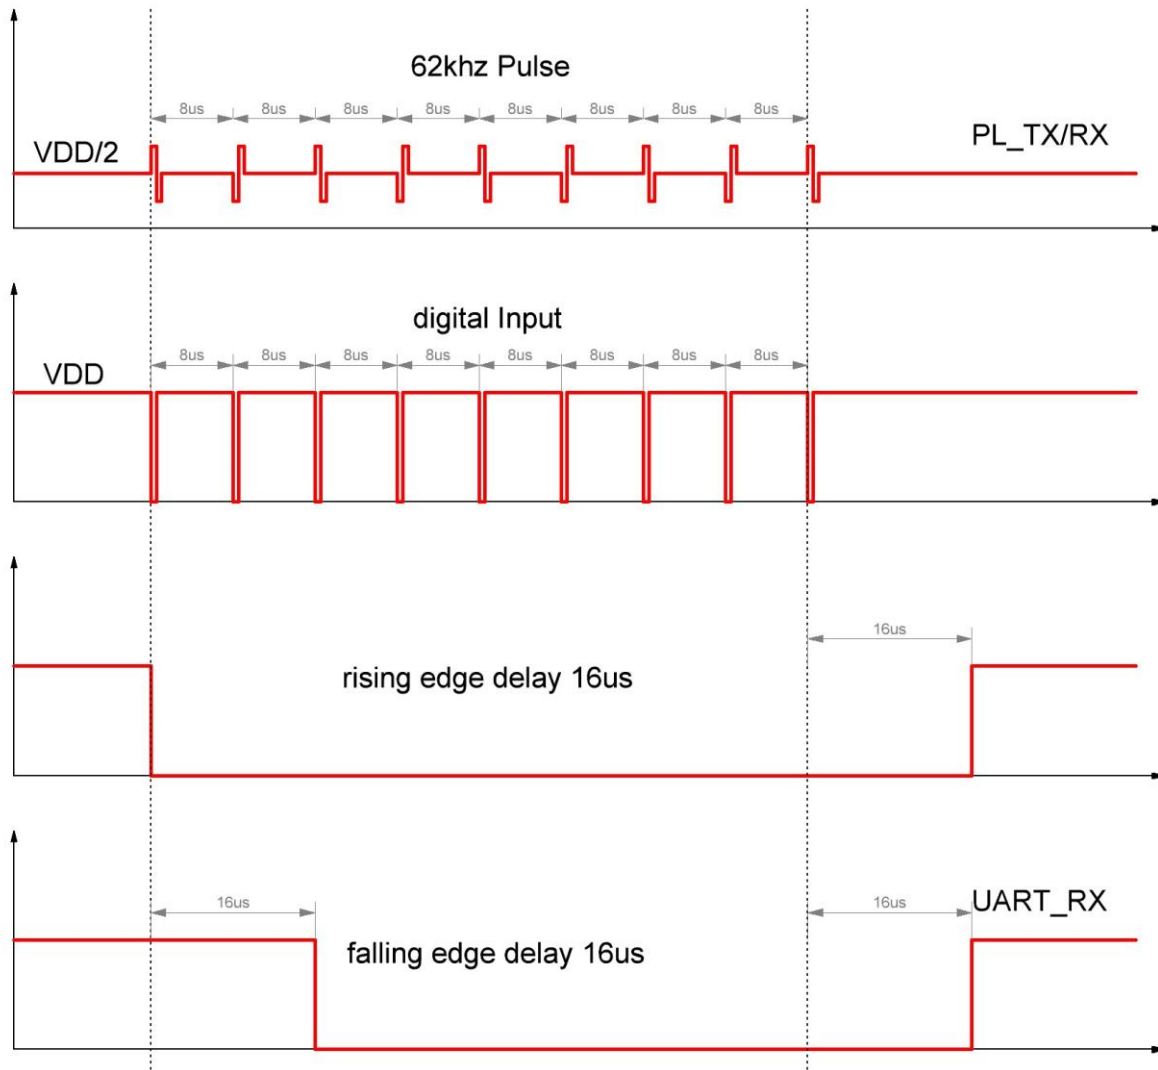 62khz Pulse
8us 8us 8us 8us 8us 8us 8us 8us
VDD/2
PL_TX/RX
digital Input
8us 8us 8us 8us 8us 8us 8us 8us
VDD
16us
rising edge delay 16us
16us
16us
UART_RX
falling edge delay 16us